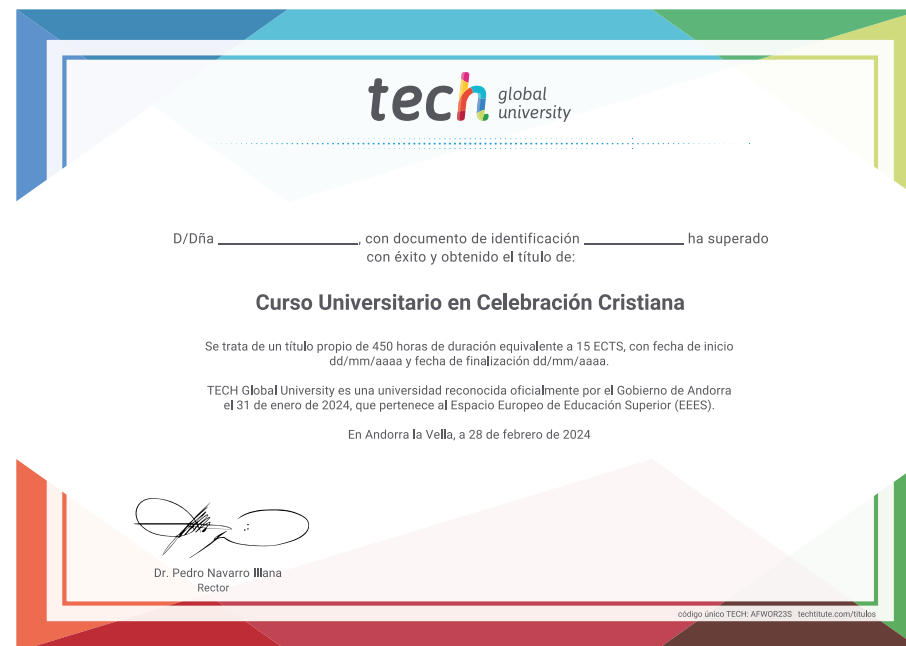 tech global university
D/Dña ____________________, con documento de identificación ______________ ha superado
con éxito y obtenido el título de:
Curso Universitario en Celebración Cristiana
Se trata de un título propio de 450 horas de duración equivalente a 15 ECTS, con fecha de inicio
dd/mm/aaaa y fecha de finalización dd/mm/aaaa.
TECH Global University es una universidad reconocida oficialmente por el Gobierno de Andorra
el 31 de enero de 2024, que pertenece al Espacio Europeo de Educación Superior (EEES).
En Andorra la Vella, a 28 de febrero de 2024
Dr. Pedro Navarro Illana
Rector
código único TECH: AFWOR23S techtitute.com/titulos